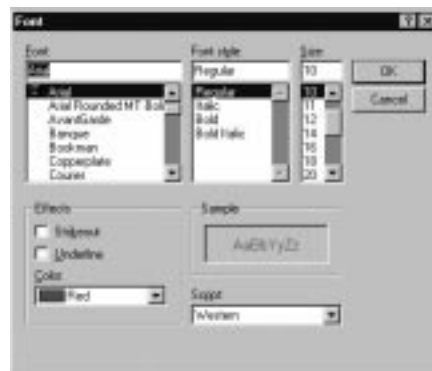 Font
Font: Font style: Size:
Arial Regular 10 OK
Arial Regular 10 Cancel
Arial Rounded MT Bold Italic 11
AvantGarde Bold 12
Banque Bold Italic 14
Bookman 16
Copperplate 18
Courier 20
Effects Sample
Strikeout AaBbYyZz
Underline
Color:
Red Script:
Western